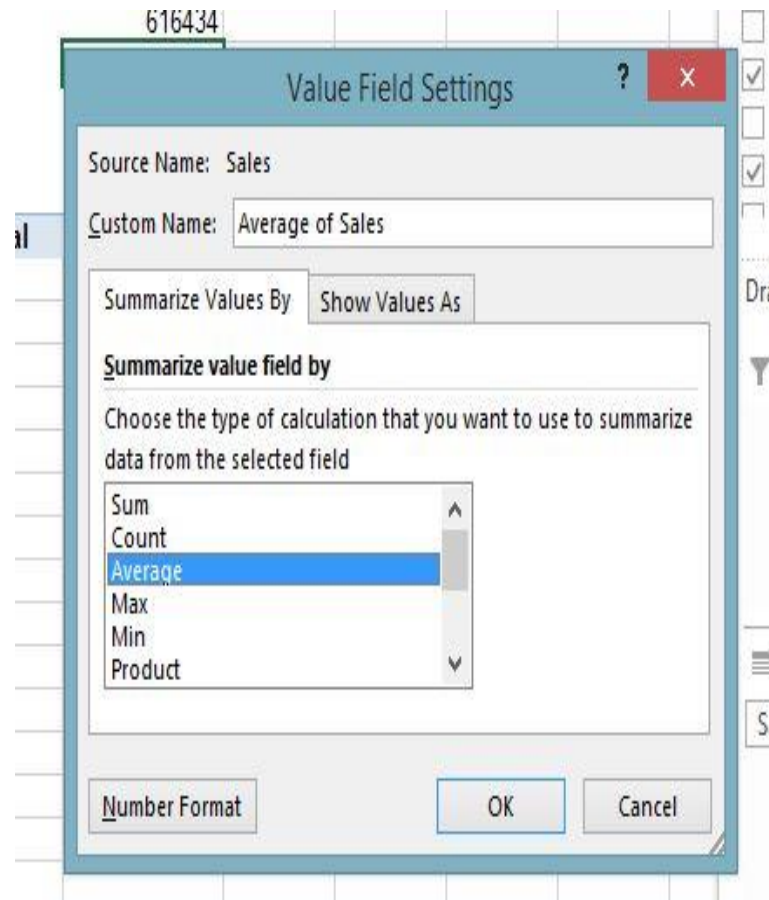 616434
Value Field Settings
?
x
Source Name: Sales
Custom Name: Average of Sales
al
Summarize Values By Show Values As
Dra
Summarize value field by
Choose the type of calculation that you want to use to summarize
data from the selected field
Sum
Count
Average
Max
Min
Product
S
Number Format OK Cancel